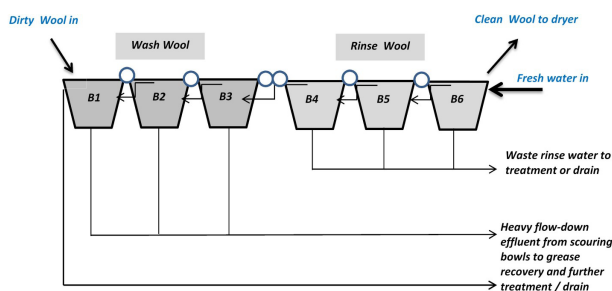 Dirty Wool in
Clean Wool to dryer
Wash Wool
Rinse Wool
Fresh water in
B1
B2
B3
B4
B5
B6
Waste rinse water to
treatment or drain
Heavy flow-down
effluent from scouring
bowls to grease
recovery and further
treatment / drain